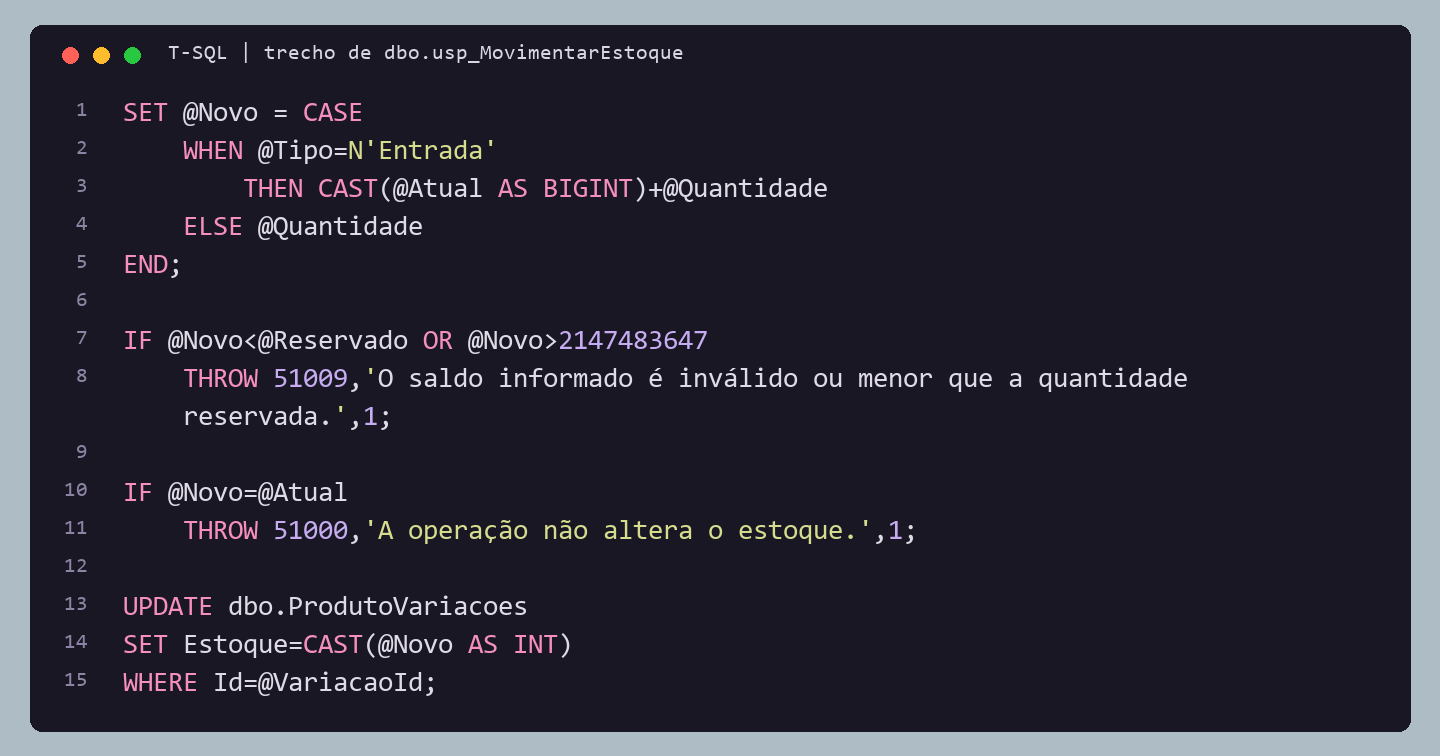 T-SQL | trecho de dbo.usp_MovimentarEstoque
1 SET @Novo = CASE
2 WHEN @Tipo=N'Entrada'
3 THEN CAST(@Atual AS BIGINT)+@Quantidade
4 ELSE @Quantidade
5 END;
6
7 IF @Novo<@Reservado OR @Novo>2147483647
8 THROW 51009,'O saldo informado é inválido ou menor que a quantidade
reservada.',1;
9
10 IF @Novo=@Atual
11 THROW 51000,'A operação não altera o estoque.',1;
12
13 UPDATE dbo.ProdutoVariacoes
14 SET Estoque=CAST(@Novo AS INT)
15 WHERE Id=@VariacaoId;